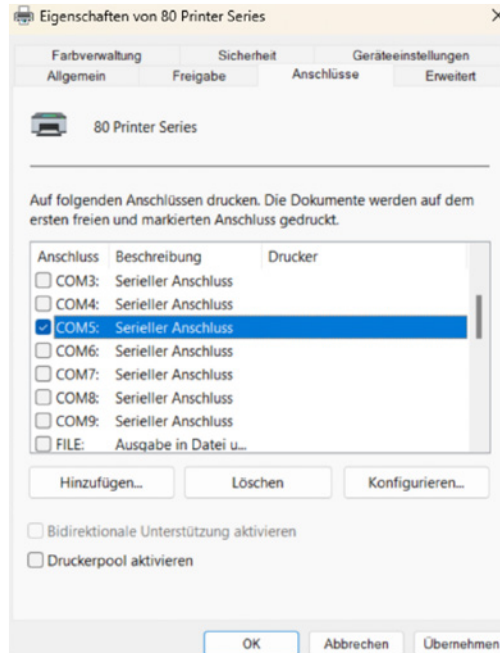 Eigenschaften von 80 Printer Series
Farbverwaltung Sicherheit Geräteeinstellungen
Allgemein Freigabe Anschlüsse Erweitert
80 Printer Series
Auf folgenden Anschlüssen drucken. Die Dokumente werden auf dem
ersten freien und markierten Anschluss gedruckt.
Anschluss Beschreibung Drucker
COM3: Serieller Anschluss
COM4: Serieller Anschluss
COM5: Serieller Anschluss
COM6: Serieller Anschluss
COM7: Serieller Anschluss
COM8: Serieller Anschluss
COM9: Serieller Anschluss
FILE: Ausgabe in Datei u...
Hinzufügen... Löschen Konfigurieren...
Bidirektionale Unterstützung aktivieren
Druckerpool aktivieren
OK Abbrechen Übernehmen